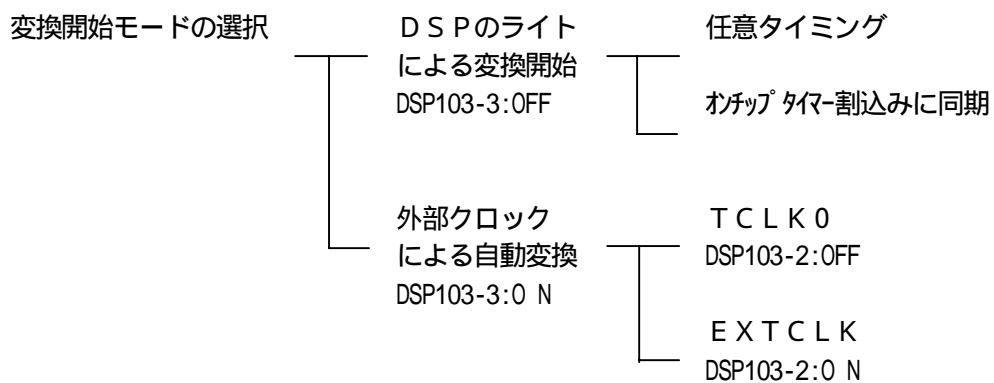 変換開始モードの選択
ＤＳＰのライト
による変換開始
DSP103-3:OFF
任意タイミング
ｵﾝﾁｯﾌﾟ ﾀｲﾏｰ割込みに同期
外部クロック
による自動変換
DSP103-3:O N
ＴＣＬＫ０
DSP103-2:OFF
ＥＸＴＣＬＫ
DSP103-2:O N